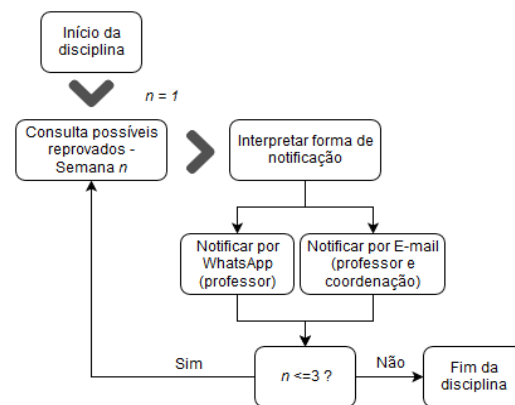 Início da
disciplina
n = 1
Consulta possíveis
reprovados -
Semana n
Interpretar forma de
notificação
Notificar por
WhatsApp
(professor)
Notificar por E-mail
(professor e
coordenação)
Sim
n <=3 ?
Não
Fim da
disciplina